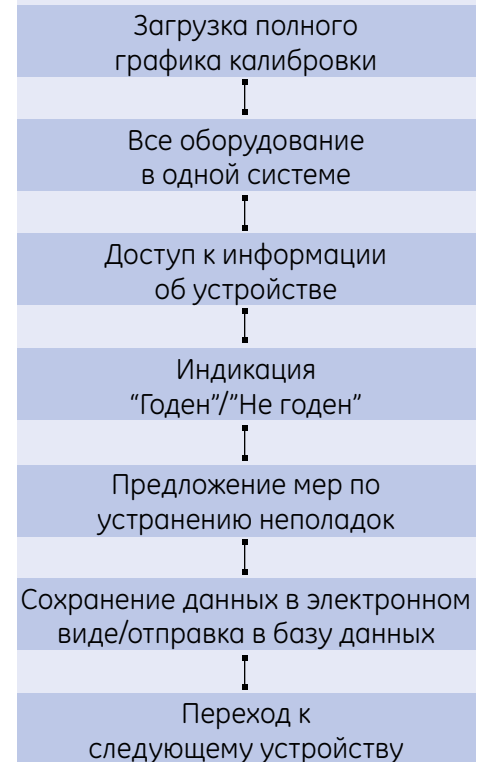 Загрузка полного
графика калибровки
Все оборудование
в одной системе
Доступ к информации
об устройстве
Индикация
“Годен”/”Не годен”
Предложение мер по
устранению неполадок
Сохранение данных в электронном
виде/отправка в базу данных
Переход к
следующему устройству